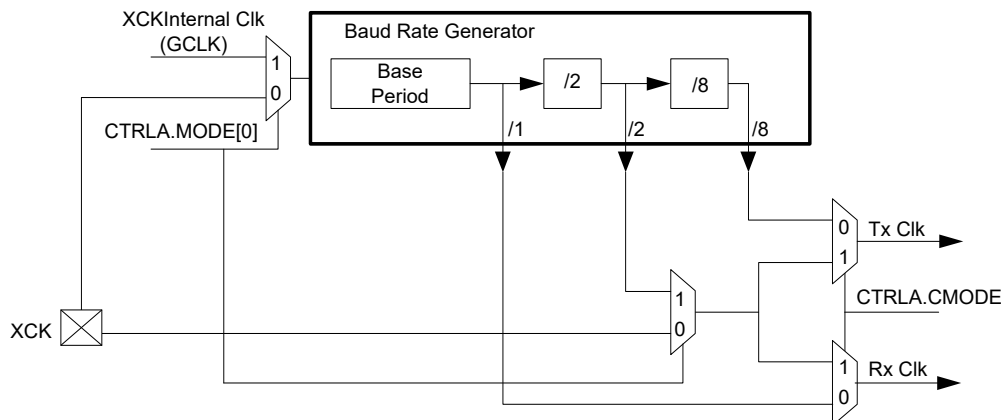 XCKInternal Clk
(GCLK)
1
0
CTRLA.MODE[0]
Baud Rate Generator
Base
Period
/2
/8
/1
/2
/8
0
1
Tx Clk
CTRLA.CMODE
XCK
1
0
1
0
Rx Clk